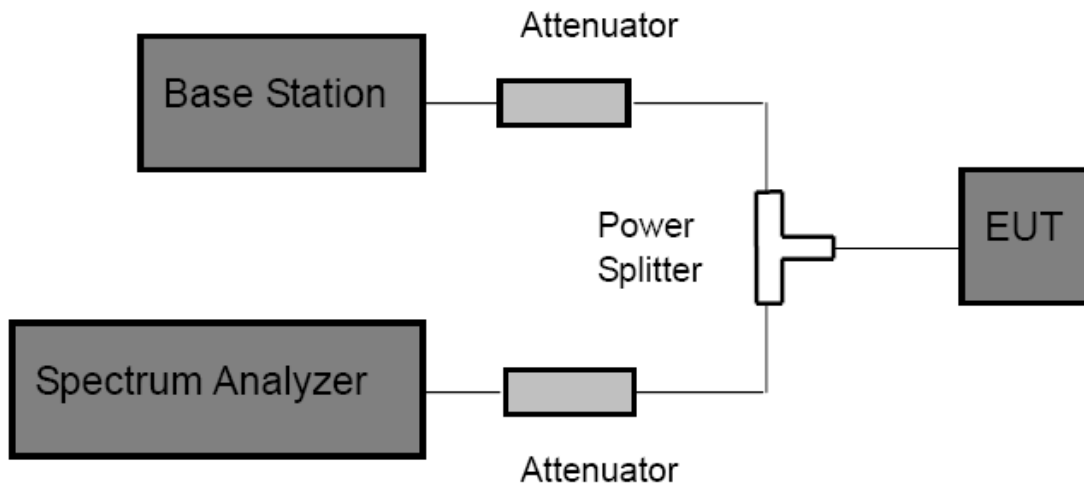 Attenuator
Base Station
Power
Splitter
EUT
Spectrum Analyzer
Attenuator